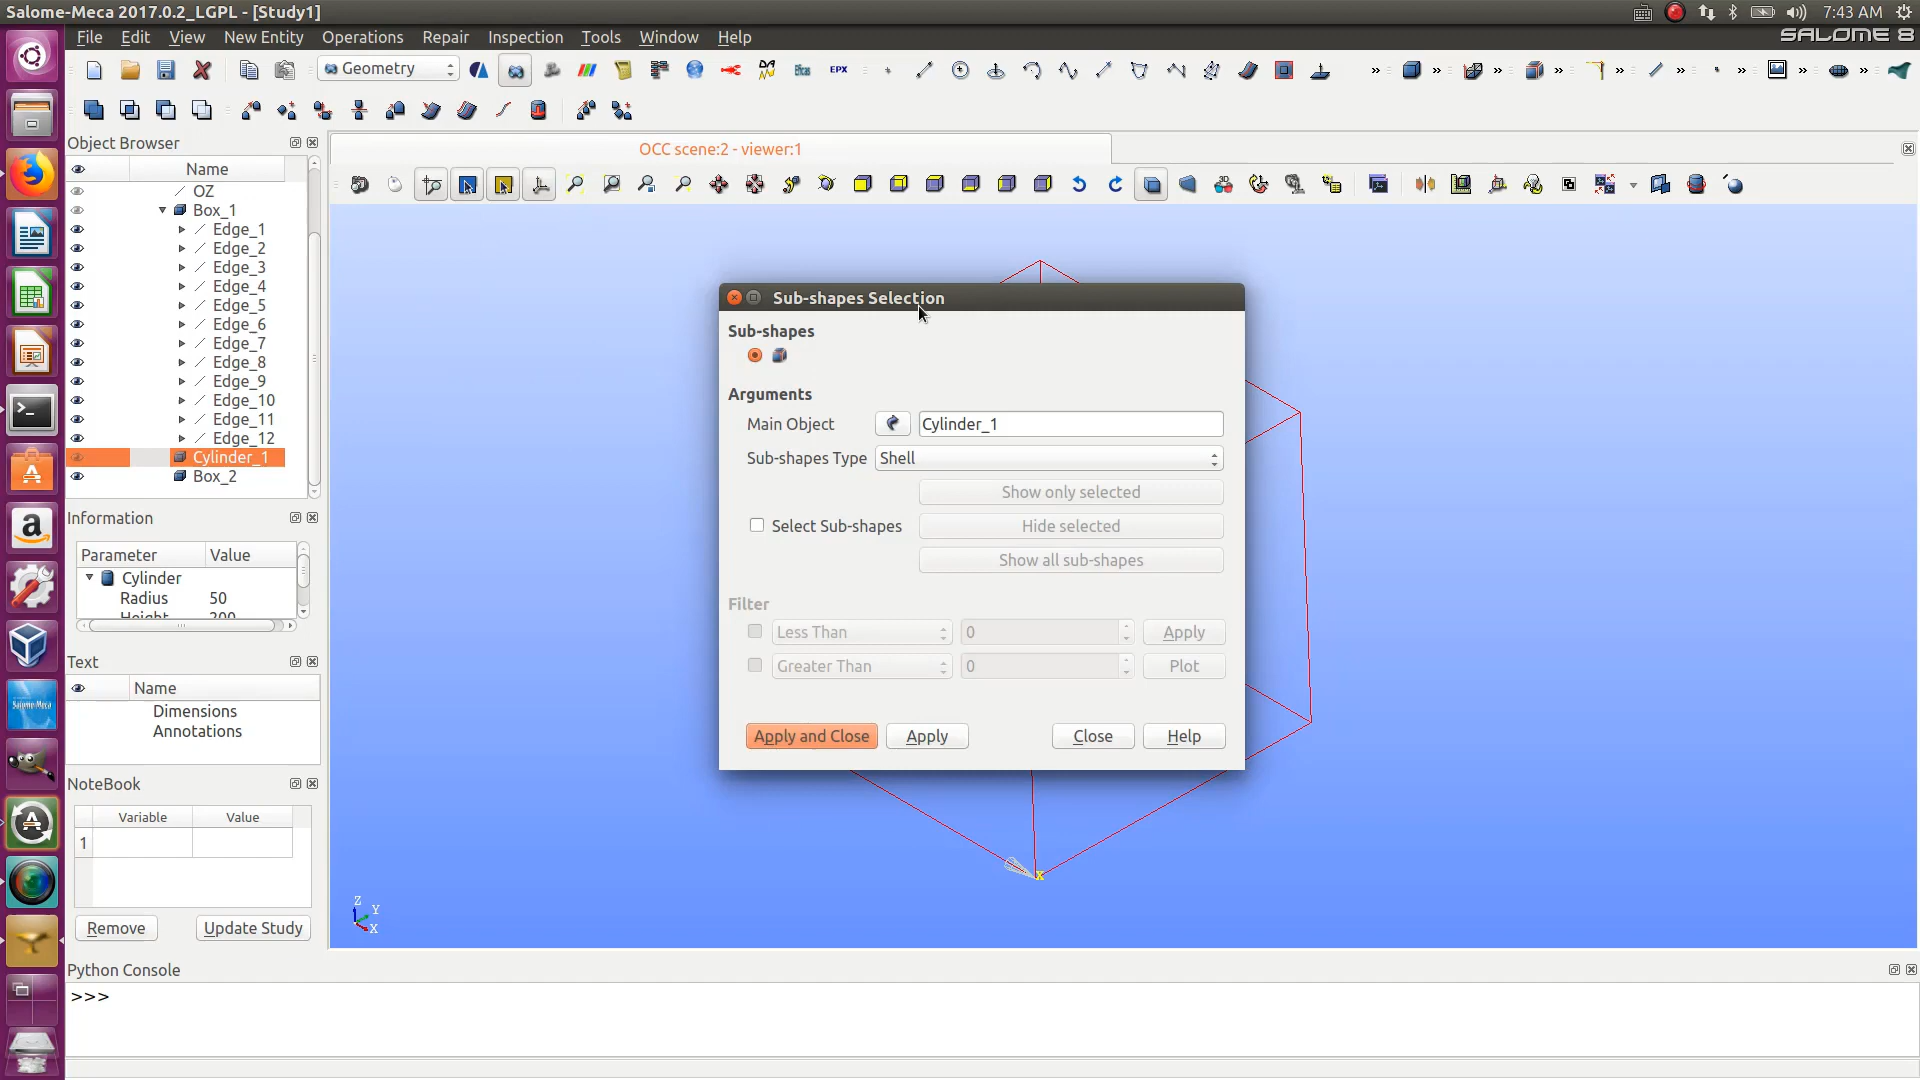 Salome-Meca 2017.0.2_LGPL - [Study1]
7:43 AM
File Edit View New Entity Operations Repair Inspection Tools Window Help
SALOME 8
Geometry
EPX
Object Browser
OCC scene:2 - viewer:1
Name
OZ
Box_1
Edge_1
Edge_2
Edge_3
Edge_4
Edge_5
Edge_6
Edge_7
Edge_8
Edge_9
Edge_10
Edge_11
Edge_12
Cylinder_1
Box_2
Information
Parameter Value
Cylinder
Radius 50
Height 200
Text
Name
Dimensions
Annotations
NoteBook
Variable Value
1
Remove Update Study
Sub-shapes Selection
Sub-shapes
Arguments
Main Object Cylinder_1
Sub-shapes Type Shell
Show only selected
Select Sub-shapes Hide selected
Show all sub-shapes
Filter
Less Than 0 Apply
Greater Than 0 Plot
Apply and Close Apply Close Help
X
Z
Y
X
Python Console
>>>